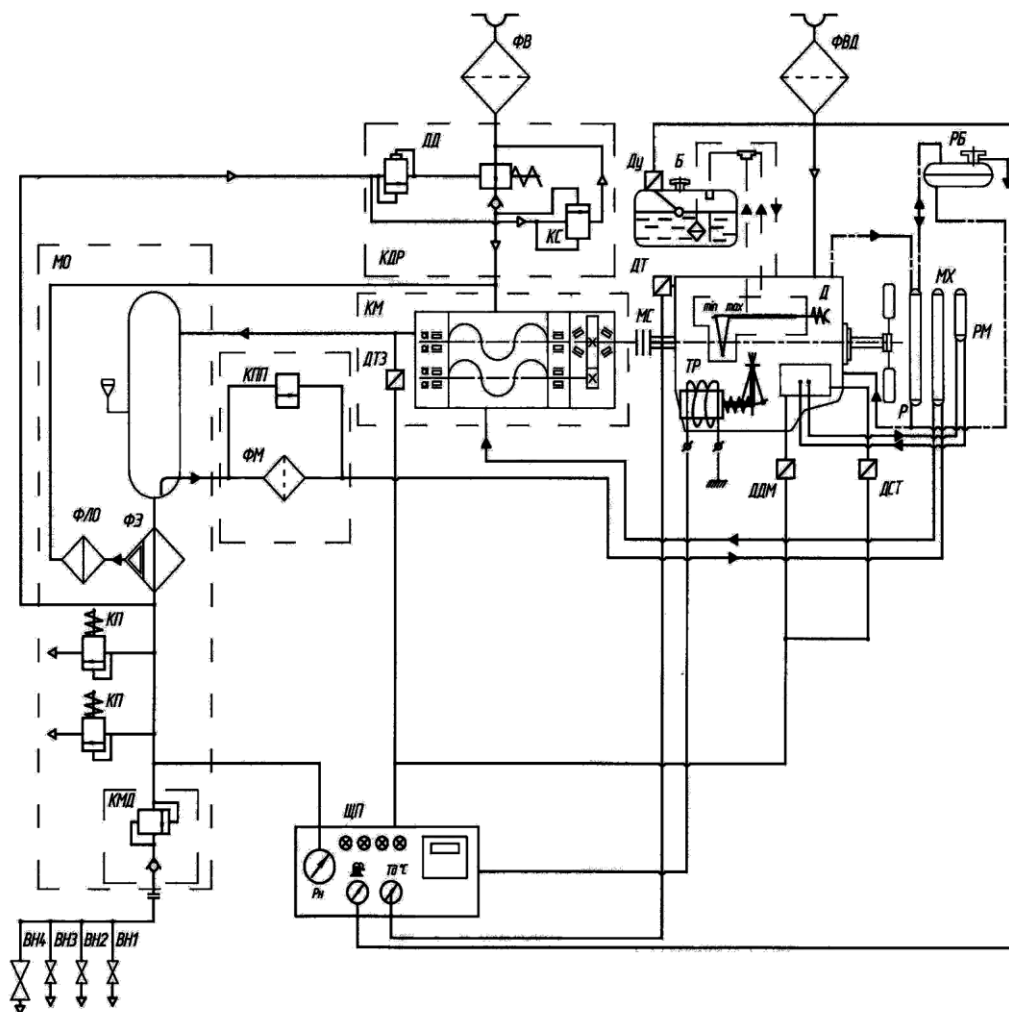 ФВ
ФВД
ДД
КС
КДР
Ду
Б
РБ
МО
КМ
ДТ
МС
min max
Д
МХ
РМ
ДТЗ
КПП
ТР
Р
ФМ
ДДМ
ДСТ
ФЛО
ФЭ
КП
КП
КМД
ЩП
Рн
Т0°С
ВН4
ВН3
ВН2
ВН1